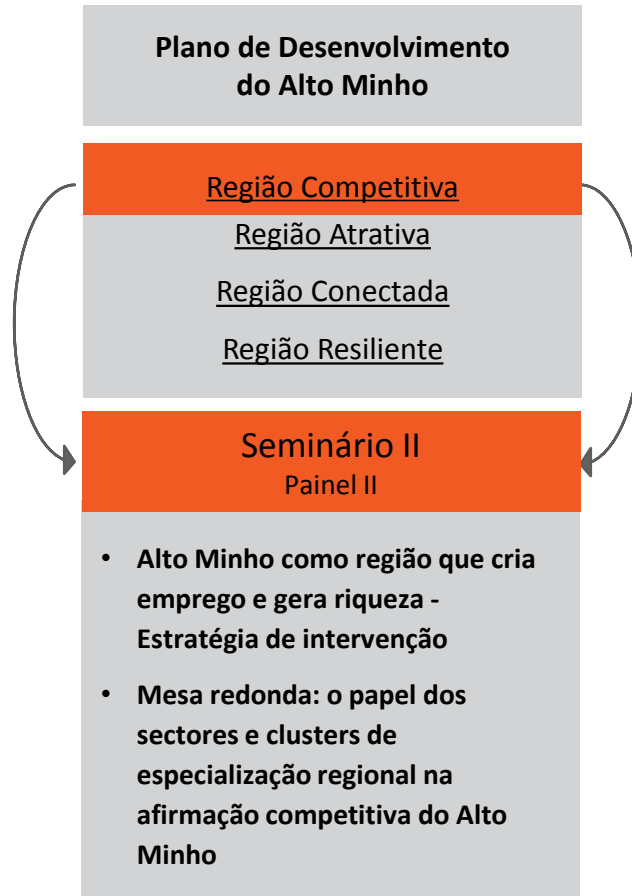 Plano de Desenvolvimento
do Alto Minho
Região Competitiva
Região Atrativa
Região Conectada
Região Resiliente
Seminário II
Painel II
• Alto Minho como região que cria
emprego e gera riqueza -
Estratégia de intervenção
• Mesa redonda: o papel dos
sectores e clusters de
especialização regional na
afirmação competitiva do Alto
Minho